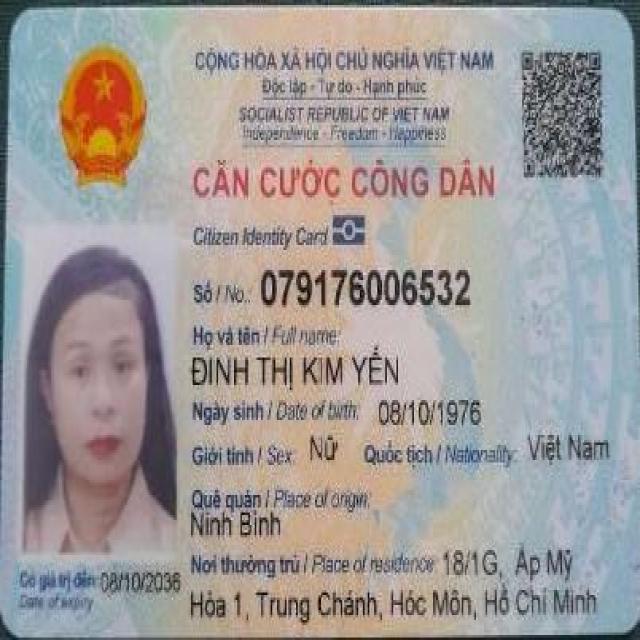 CỘNG HÒA XÃ HỘI CHỦ NGHĨA VIỆT NAM
Độc lập - Tự do - Hạnh phúc
SOCIALIST REPUBLIC OF VIET NAM
Independence - Freedom - Happiness
CĂN CƯỚC CÔNG DÂN
Citizen Identity Card
Số / No.: 079176006532
Họ và tên / Full name:
ĐINH THỊ KIM YẾN
Ngày sinh / Date of birth: 08/10/1976
Giới tính / Sex: Nữ Quốc tịch / Nationality: Việt Nam
Quê quán / Place of origin:
Ninh Bình
Nơi thường trú / Place of residence: 18/1G, Ấp Mỹ
Hòa 1, Trung Chánh, Hóc Môn, Hồ Chí Minh
Có giá trị đến: 08/10/2036
Date of expiry